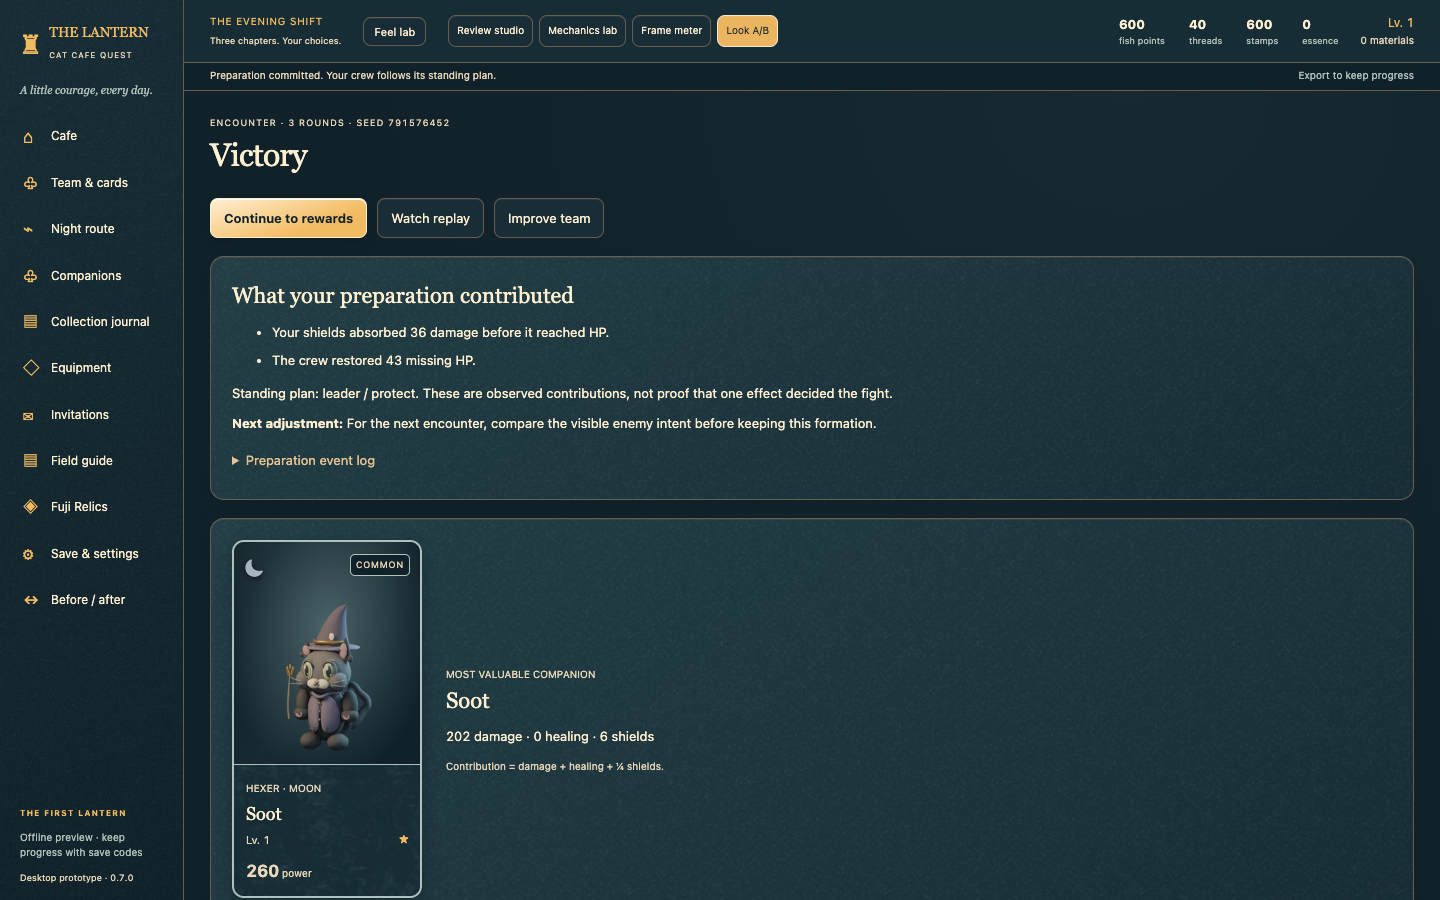 THE LANTERN
CAT CAFE QUEST
A little courage, every day.
Cafe
Team & cards
Night route
Companions
Collection journal
Equipment
Invitations
Field guide
Fuji Relics
Save & settings
Before / after
THE FIRST LANTERN
Offline preview · keep
progress with save codes
Desktop prototype · 0.7.0
THE EVENING SHIFT
Three chapters. Your choices.
Feel lab
Review studio
Mechanics lab
Frame meter
Look A/B
600 fish points
40 threads
600 stamps
0 essence
Lv. 1
0 materials
Preparation committed. Your crew follows its standing plan.
Export to keep progress
ENCOUNTER · 3 ROUNDS · SEED 791576452
Victory
Continue to rewards
Watch replay
Improve team
What your preparation contributed
• Your shields absorbed 36 damage before it reached HP.
• The crew restored 43 missing HP.
Standing plan: leader / protect. These are observed contributions, not proof that one effect decided the fight.
Next adjustment: For the next encounter, compare the visible enemy intent before keeping this formation.
Preparation event log
COMMON
HEXER · MOON
Soot
Lv. 1
260 power
MOST VALUABLE COMPANION
Soot
202 damage · 0 healing · 6 shields
Contribution = damage + healing + ¼ shields.